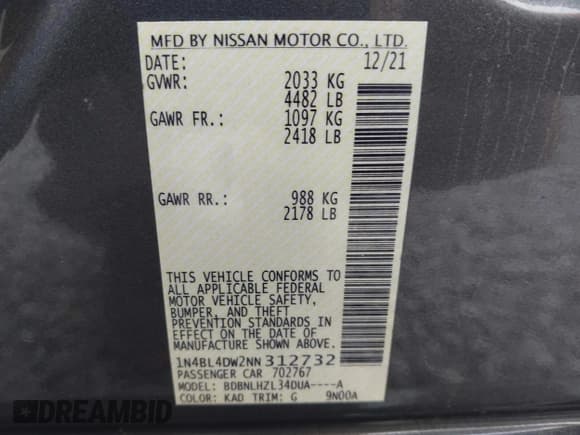 MFD BY NISSAN MOTOR CO., LTD.
DATE: 12/21
GVWR: 2033 KG
4482 LB
GAWR FR.: 1097 KG
2418 LB
GAWR RR.: 988 KG
2178 LB
THIS VEHICLE CONFORMS TO
ALL APPLICABLE FEDERAL
MOTOR VEHICLE SAFETY,
BUMPER, AND THEFT
PREVENTION STANDARDS IN
EFFECT ON THE DATE OF
MANUFACTURE SHOWN ABOVE.
1N4BL4DW2NN312732
PASSENGER CAR 702767
MODEL: BDBNLHZL34DUA----A
COLOR: KAD TRIM: G 9N00A
DREAMBID